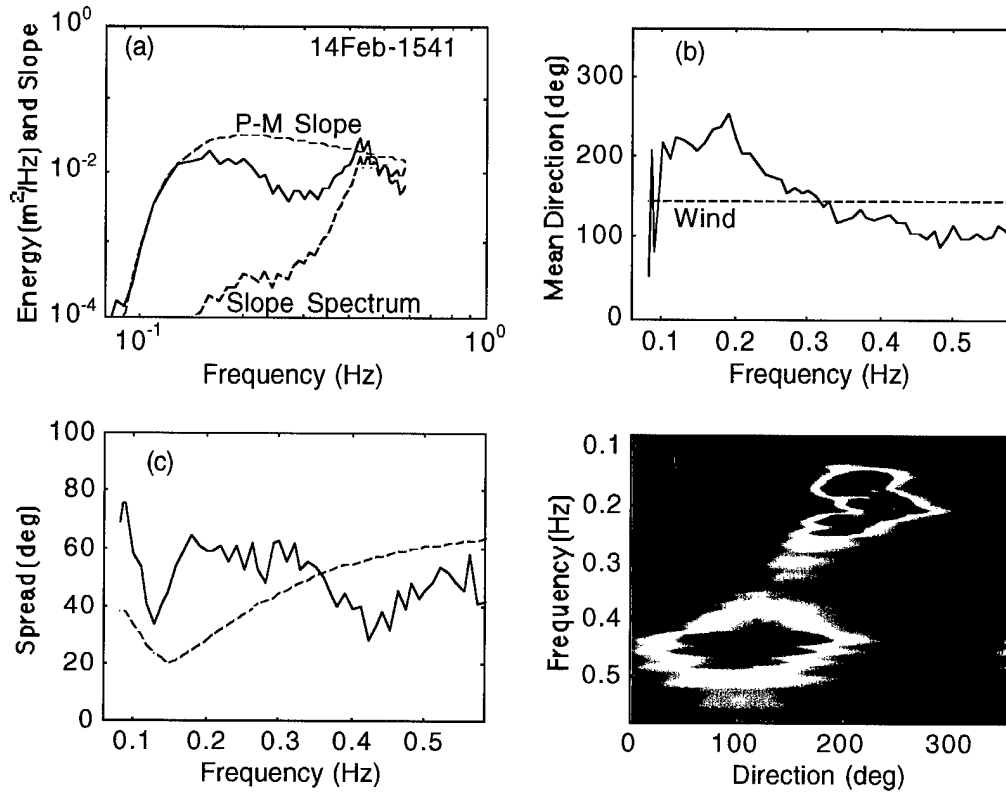 (a)
14Feb-1541
P-M Slope
Slope Spectrum
Energy(m²/Hz) and Slope
10⁰
10⁻²
10⁻⁴
10⁻¹
10⁰
Frequency (Hz)
(b)
Wind
Mean Direction(deg)
300
200
100
0
0.1
0.2
0.3
0.4
0.5
Frequency (Hz)
(c)
Spread(deg)
100
80
60
40
20
0
0.1
0.2
0.3
0.4
0.5
Frequency (Hz)
Frequency(Hz)
0.1
0.2
0.3
0.4
0.5
0
100
200
300
Direction (deg)